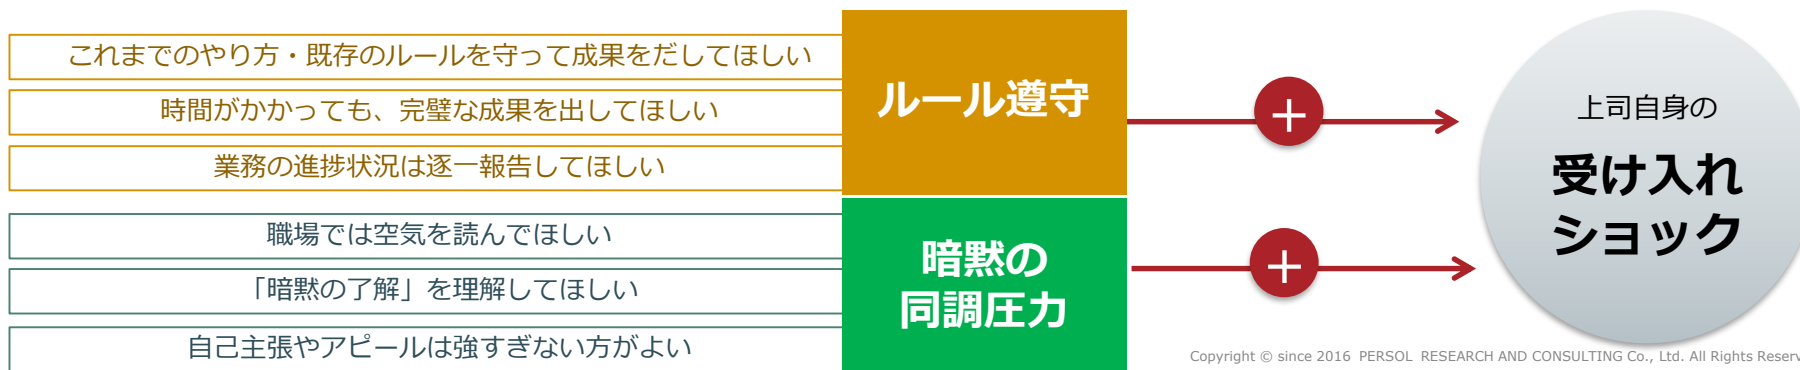 これまでのやり方・既存のルールを守って成果をだしてほしい
時間がかかっても、完璧な成果を出してほしい
業務の進捗状況は逐一報告してほしい
ルール遵守
職場では空気を読んでほしい
「暗黙の了解」を理解してほしい
自己主張やアピールは強すぎない方がよい
暗黙の
同調圧力
+
+
上司自身の
受け入れ
ショック
Copyright © since 2016 PERSOL RESEARCH AND CONSULTING Co., Ltd. All Rights Reserv